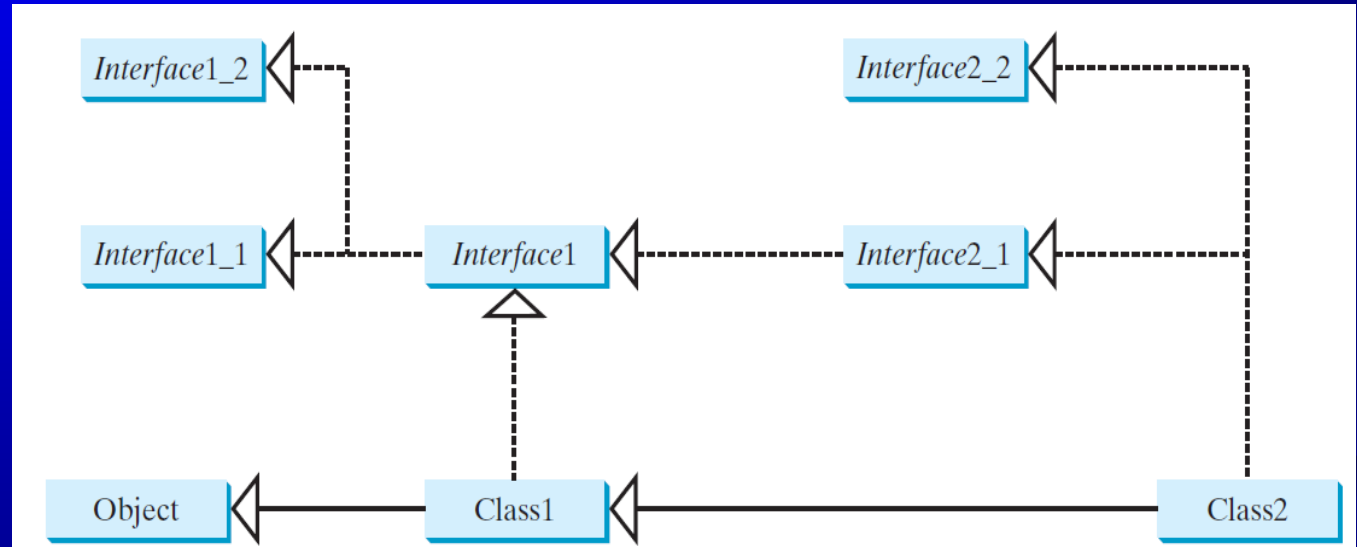 Interface1_2
Interface2_2
Interface1_1
Interface1
Interface2_1
Object
Class1
Class2